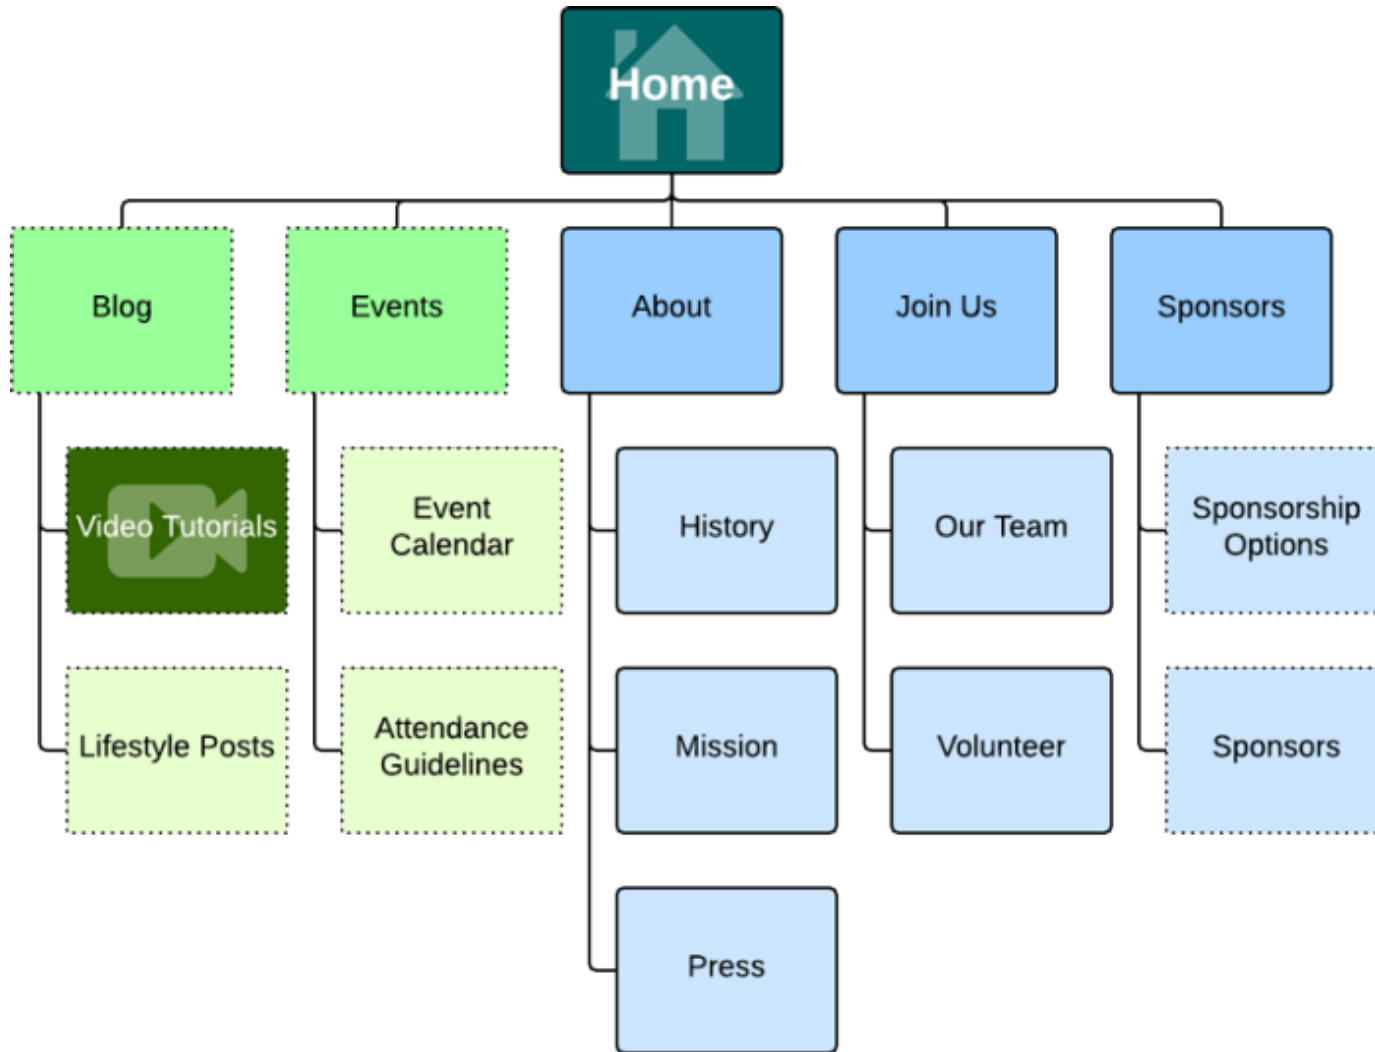 Home
Blog
Events
About
Join Us
Sponsors
Video Tutorials
Event
Calendar
History
Our Team
Sponsorship
Options
Lifestyle Posts
Attendance
Guidelines
Mission
Volunteer
Sponsors
Press